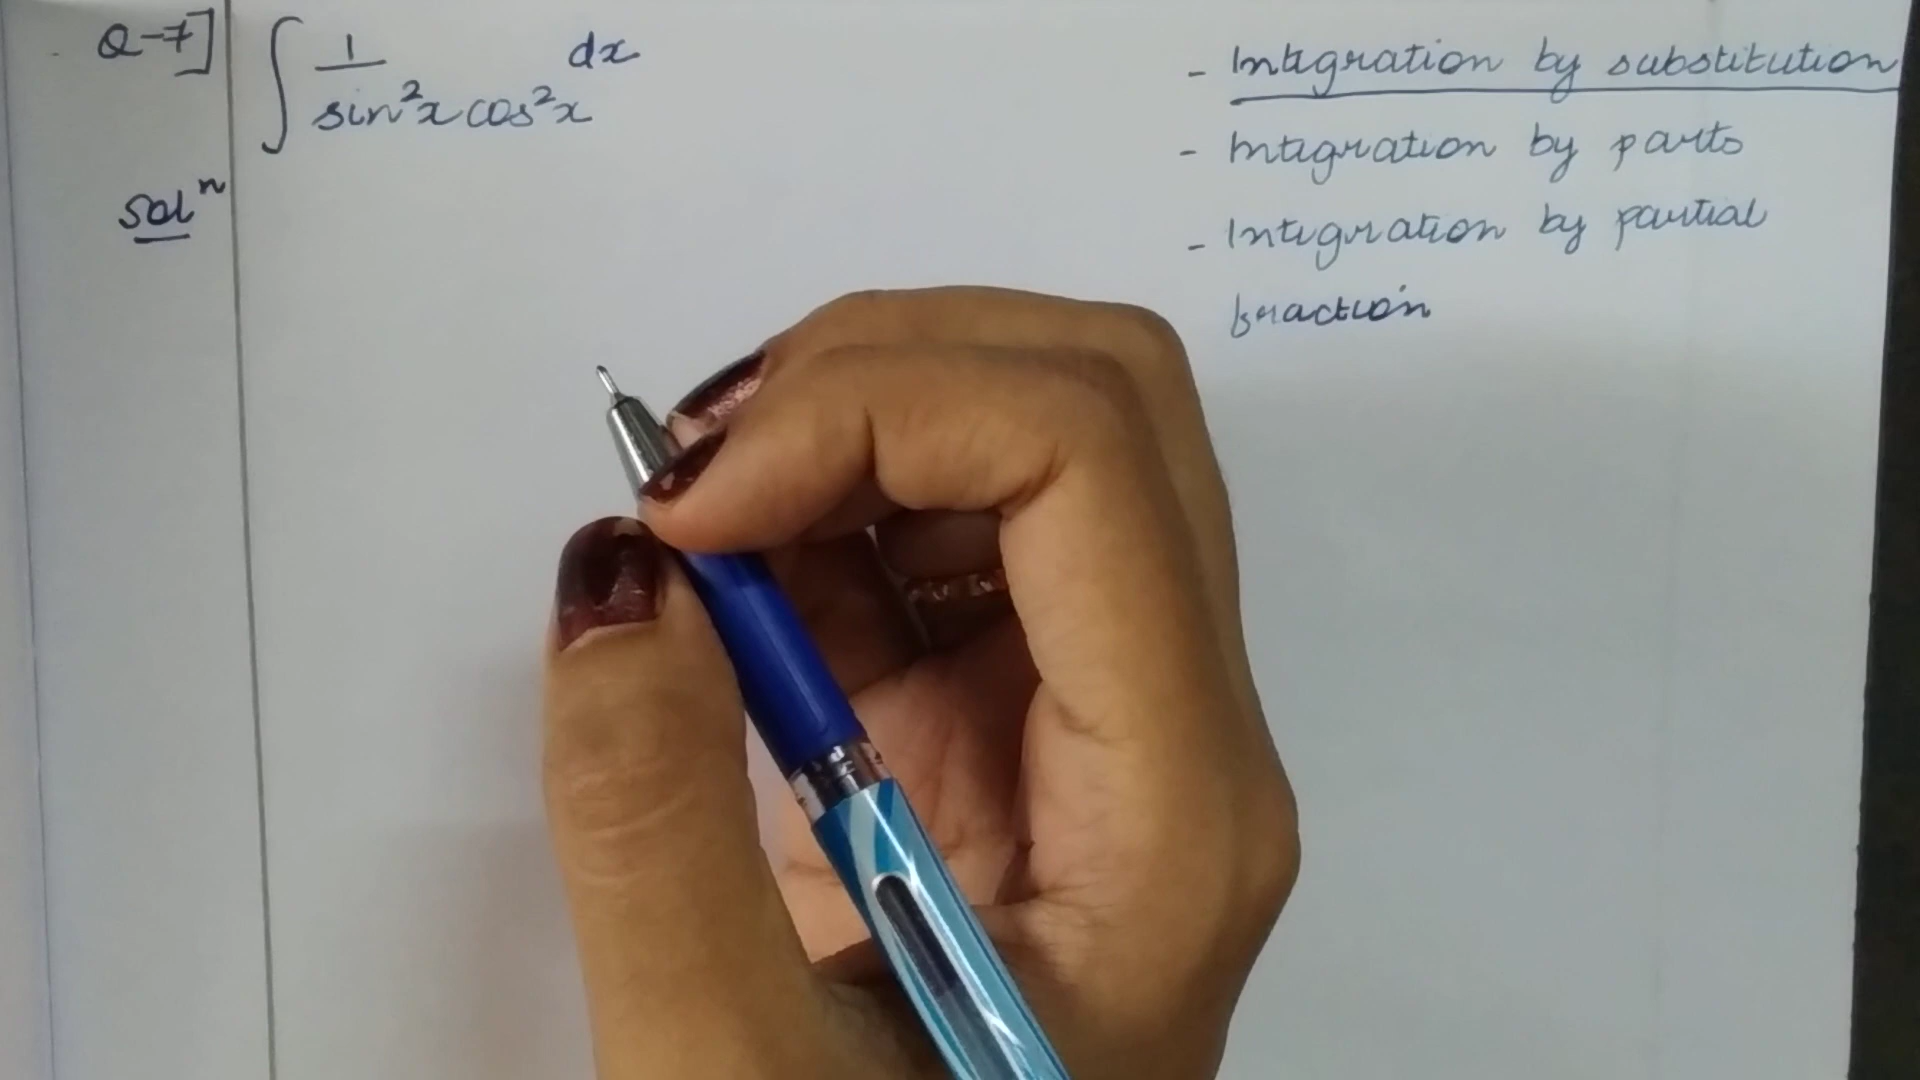 Q-7] ∫ 1/(sin²x cos²x) dx
Solⁿ
- Integration by substitution
- Integration by parts
- Integration by partial
fraction